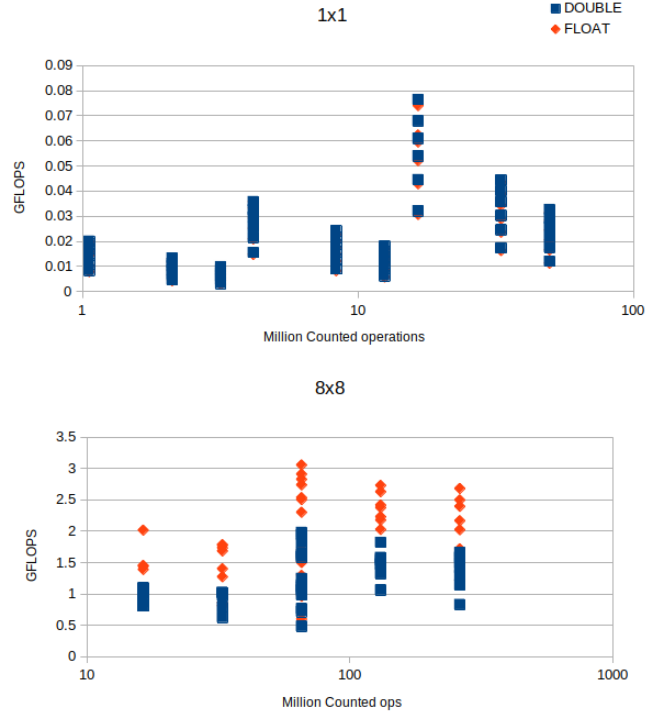 1x1
DOUBLE
FLOAT
0.09
0.08
0.07
0.06
0.05
0.04
0.03
0.02
0.01
0
GFLOPS
1 10 100
Million Counted operations
8x8
3.5
3
2.5
2
1.5
1
0.5
0
GFLOPS
10 100 1000
Million Counted ops